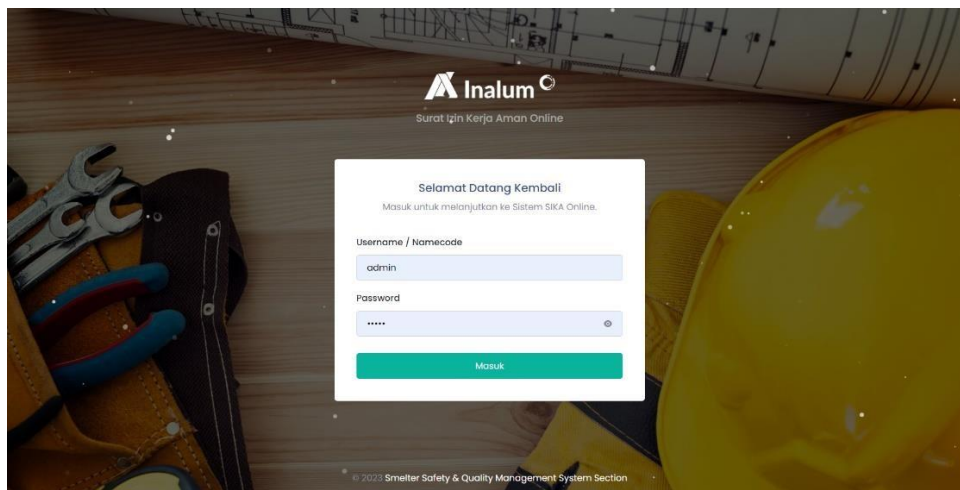 Inalum
Surat Izin Kerja Aman Online
Selamat Datang Kembali
Masuk untuk melanjutkan ke Sistem SIKA Online.
Username / Namecode
admin
Password
•••••
Masuk
© 2023 Smelter Safety & Quality Management System Section